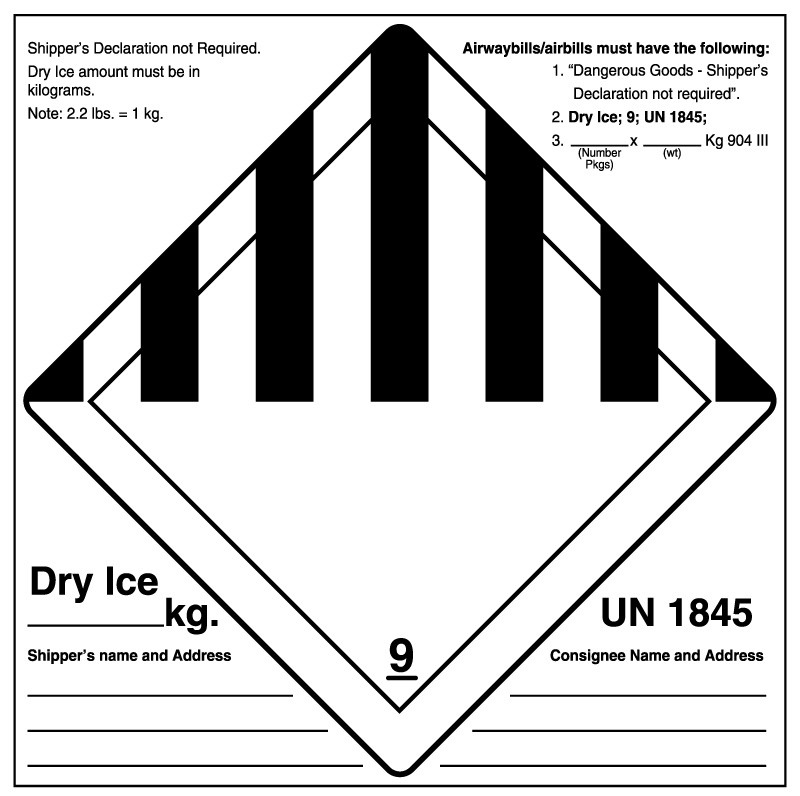 Shipper's Declaration not Required.
Dry Ice amount must be in
kilograms.
Note: 2.2 lbs. = 1 kg.
Airwaybills/airbills must have the following:
1. “Dangerous Goods - Shipper's
Declaration not required”.
2. Dry Ice; 9; UN 1845;
3. ______ x ______ Kg 904 III
(Number (wt)
Pkgs)
Dry Ice
______kg.
UN 1845
9
Shipper's name and Address
Consignee Name and Address